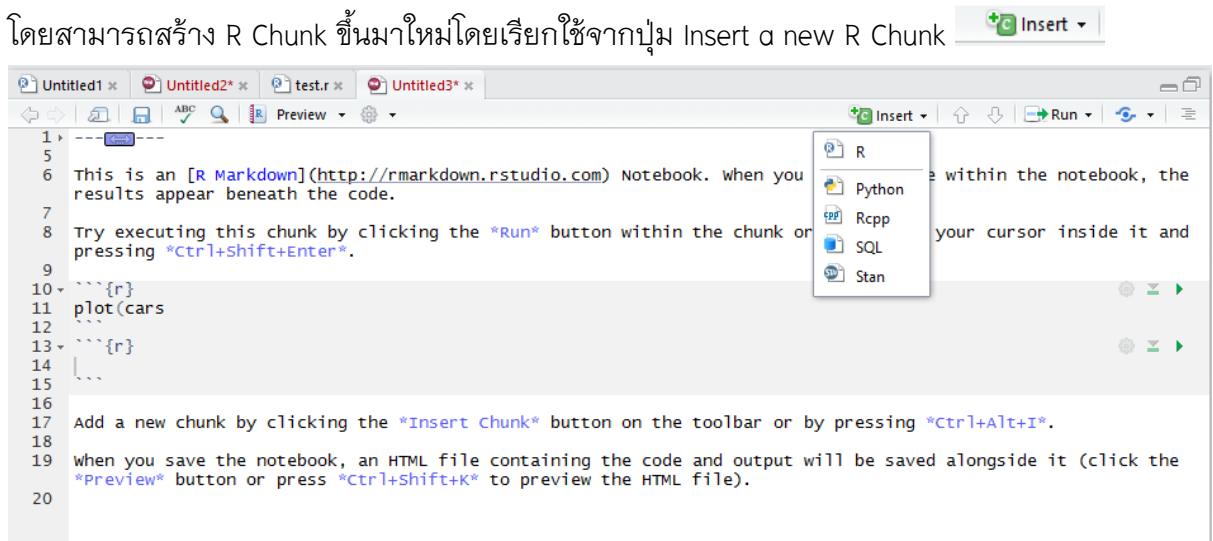 โดยสามารถสร้าง R Chunk ขึ้นมาใหม่โดยเรียกใช้จากปุ่ม Insert a new R Chunk Insert
Untitled1 × Untitled2* × test.r × Untitled3* ×
ABC Preview Insert Run
1 --- ---
5
6 This is an [R Markdown](http://rmarkdown.rstudio.com) Notebook. When you e within the notebook, the
results appear beneath the code.
7
8 Try executing this chunk by clicking the *Run* button within the chunk or your cursor inside it and
pressing *Ctrl+Shift+Enter*.
9
10 ```{r}
11 plot(cars
12 ```
13 ```{r}
14
15 ```
16
17 Add a new chunk by clicking the *Insert Chunk* button on the toolbar or by pressing *Ctrl+Alt+I*.
18
19 When you save the notebook, an HTML file containing the code and output will be saved alongside it (click the
*Preview* button or press *Ctrl+Shift+K* to preview the HTML file).
20
R
Python
Rcpp
SQL
Stan